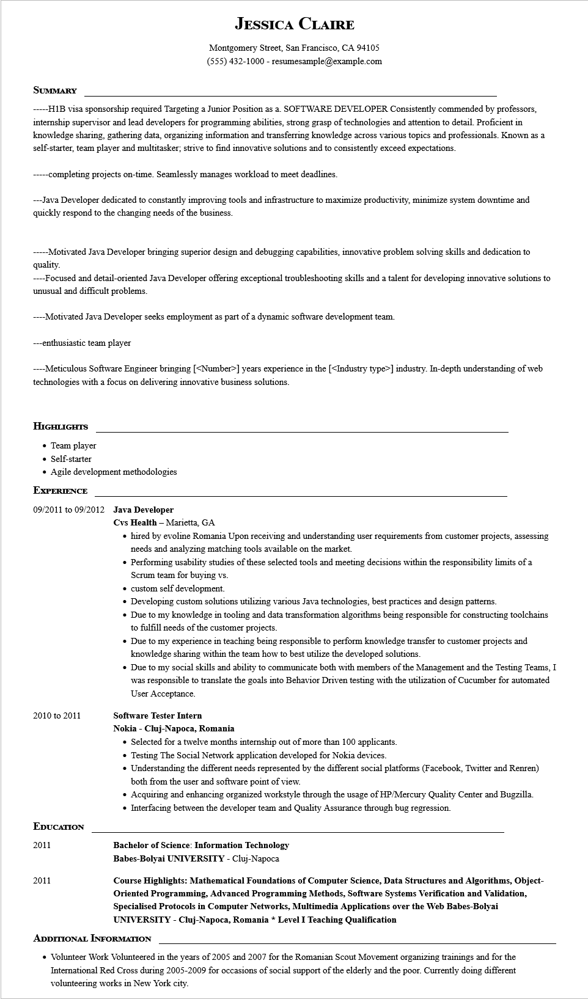 Jessica Claire
Montgomery Street, San Francisco, CA 94105
(555) 432-1000 - resumesample@example.com
Summary
-----H1B visa sponsorship required Targeting a Junior Position as a. SOFTWARE DEVELOPER Consistently commended by professors,
internship supervisor and lead developers for programming abilities, strong grasp of technologies and attention to detail. Proficient in
knowledge sharing, gathering data, organizing information and transferring knowledge across various topics and professionals. Known as a
self-starter, team player and multitasker; strive to find innovative solutions and to consistently exceed expectations.
-----completing projects on-time. Seamlessly manages workload to meet deadlines.
---Java Developer dedicated to constantly improving tools and infrastructure to maximize productivity, minimize system downtime and
quickly respond to the changing needs of the business.
-----Motivated Java Developer bringing superior design and debugging capabilities, innovative problem solving skills and dedication to
quality.
----Focused and detail-oriented Java Developer offering exceptional troubleshooting skills and a talent for developing innovative solutions to
unusual and difficult problems.
----Motivated Java Developer seeks employment as part of a dynamic software development team.
---enthusiastic team player
----Meticulous Software Engineer bringing [<Number>] years experience in the [<Industry type>] industry. In-depth understanding of web
technologies with a focus on delivering innovative business solutions.
Highlights
• Team player
• Self-starter
• Agile development methodologies
Experience
09/2011 to 09/2012 Java Developer
Cvs Health – Marietta, GA
• hired by evoline Romania Upon receiving and understanding user requirements from customer projects, assessing
needs and analyzing matching tools available on the market.
• Performing usability studies of these selected tools and meeting decisions within the responsibility limits of a
Scrum team for buying vs.
• custom self development.
• Developing custom solutions utilizing various Java technologies, best practices and design patterns.
• Due to my knowledge in tooling and data transformation algorithms being responsible for constructing toolchains
to fulfill needs of the customer projects.
• Due to my experience in teaching being responsible to perform knowledge transfer to customer projects and
knowledge sharing within the team how to best utilize the developed solutions.
• Due to my social skills and ability to communicate both with members of the Management and the Testing Teams, I
was responsible to translate the goals into Behavior Driven testing with the utilization of Cucumber for automated
User Acceptance.
2010 to 2011 Software Tester Intern
Nokia - Cluj-Napoca, Romania
• Selected for a twelve months internship out of more than 100 applicants.
• Testing The Social Network application developed for Nokia devices.
• Understanding the different needs represented by the different social platforms (Facebook, Twitter and Renren)
both from the user and software point of view.
• Acquiring and enhancing organized workstyle through the usage of HP/Mercury Quality Center and Bugzilla.
• Interfacing between the developer team and Quality Assurance through bug regression.
Education
2011 Bachelor of Science: Information Technology
Babes-Bolyai UNIVERSITY - Cluj-Napoca
2011 Course Highlights: Mathematical Foundations of Computer Science, Data Structures and Algorithms, Object-
Oriented Programming, Advanced Programming Methods, Software Systems Verification and Validation,
Specialised Protocols in Computer Networks, Multimedia Applications over the Web Babes-Bolyai
UNIVERSITY - Cluj-Napoca, Romania * Level I Teaching Qualification
Additional Information
• Volunteer Work Volunteered in the years of 2005 and 2007 for the Romanian Scout Movement organizing trainings and for the
International Red Cross during 2005-2009 for occasions of social support of the elderly and the poor. Currently doing different
volunteering works in New York city.